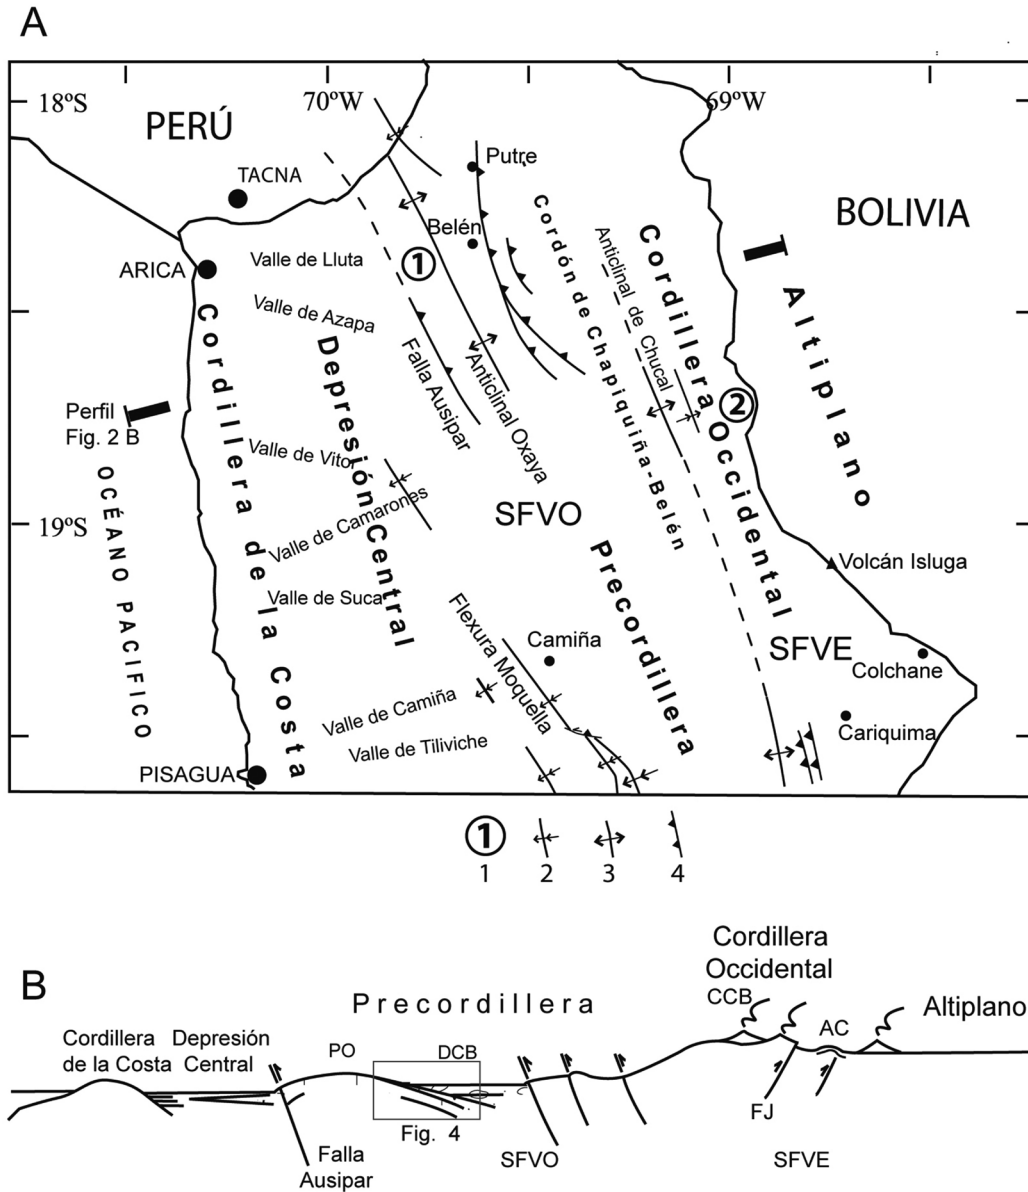 A
18ºS
70ºW
69ºW
PERÚ
TACNA
Putre
BOLIVIA
Belén
ARICA
Valle de Lluta
1
Valle de Azapa
Cordón de Chapiquiña-Belén
Anticlinal de Chucal
Cordillera Occidental
Altiplano
Cordillera de la Costa
Depresión Central
Falla Ausipar
Anticlinal Oxaya
2
Perfil
Fig. 2 B
Valle de Vitor
OCÉANO PACIFICO
Valle de Camarones
19ºS
SFVO
Precordillera
Volcán Isluga
Valle de Suca
Flexura Moquella
Camiña
SFVE
Colchane
Valle de Camiña
Cariquima
Valle de Tiliviche
PISAGUA
1
1
2
3
4
B
Cordillera
Occidental
CCB
Precordillera
Altiplano
Cordillera
de la Costa
Depresión
Central
PO
DCB
AC
Fig. 4
FJ
Falla
Ausipar
SFVO
SFVE